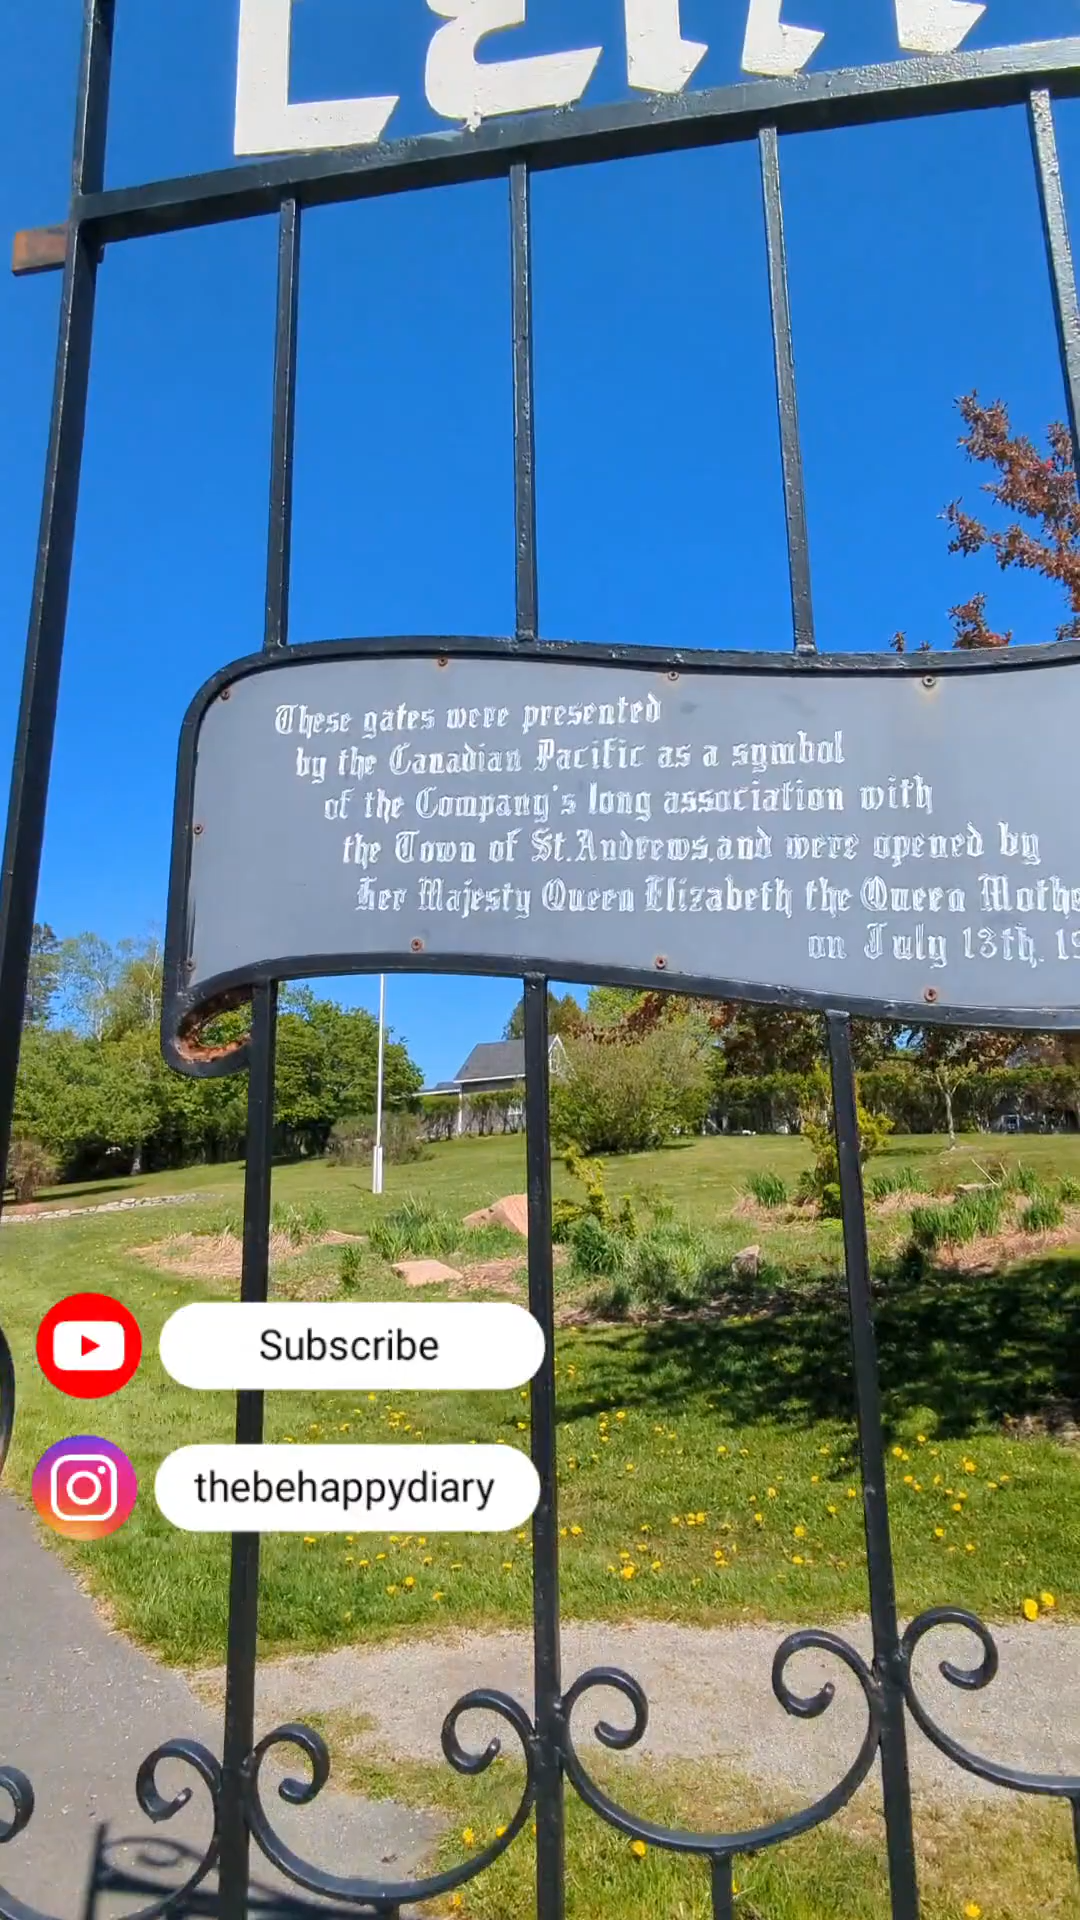 These gates were presented
by the Canadian Pacific as a symbol
of the Company's long association with
the Town of St. Andrews, and were opened by
Her Majesty Queen Elizabeth the Queen
on July 13th,
Subscribe
thebehappydiary